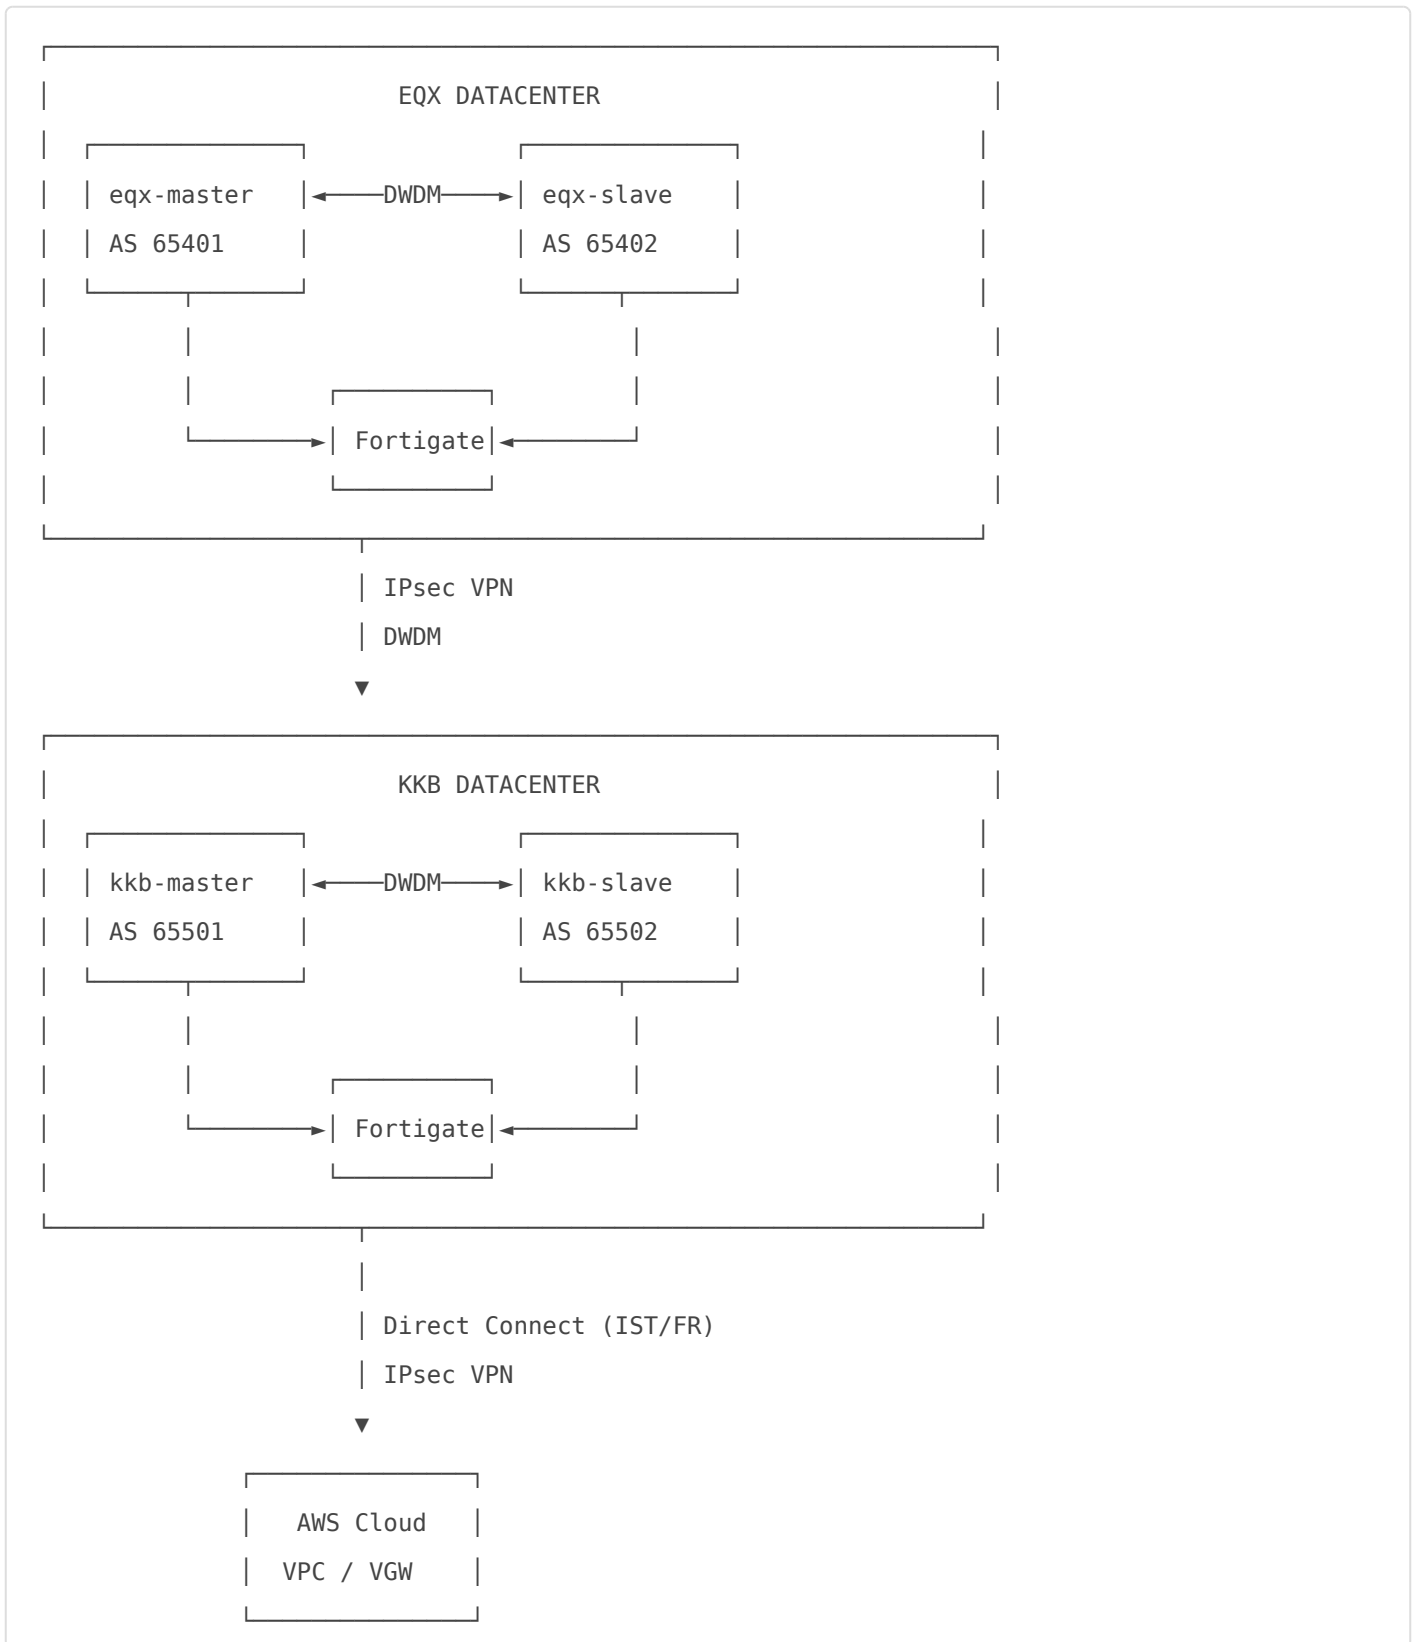 EQX DATACENTER
eqx-master ◄────DWDM────► eqx-slave
AS 65401 AS 65402
Fortigate
IPsec VPN
DWDM
KKB DATACENTER
kkb-master ◄────DWDM────► kkb-slave
AS 65501 AS 65502
Fortigate
Direct Connect (IST/FR)
IPsec VPN
AWS Cloud
VPC / VGW